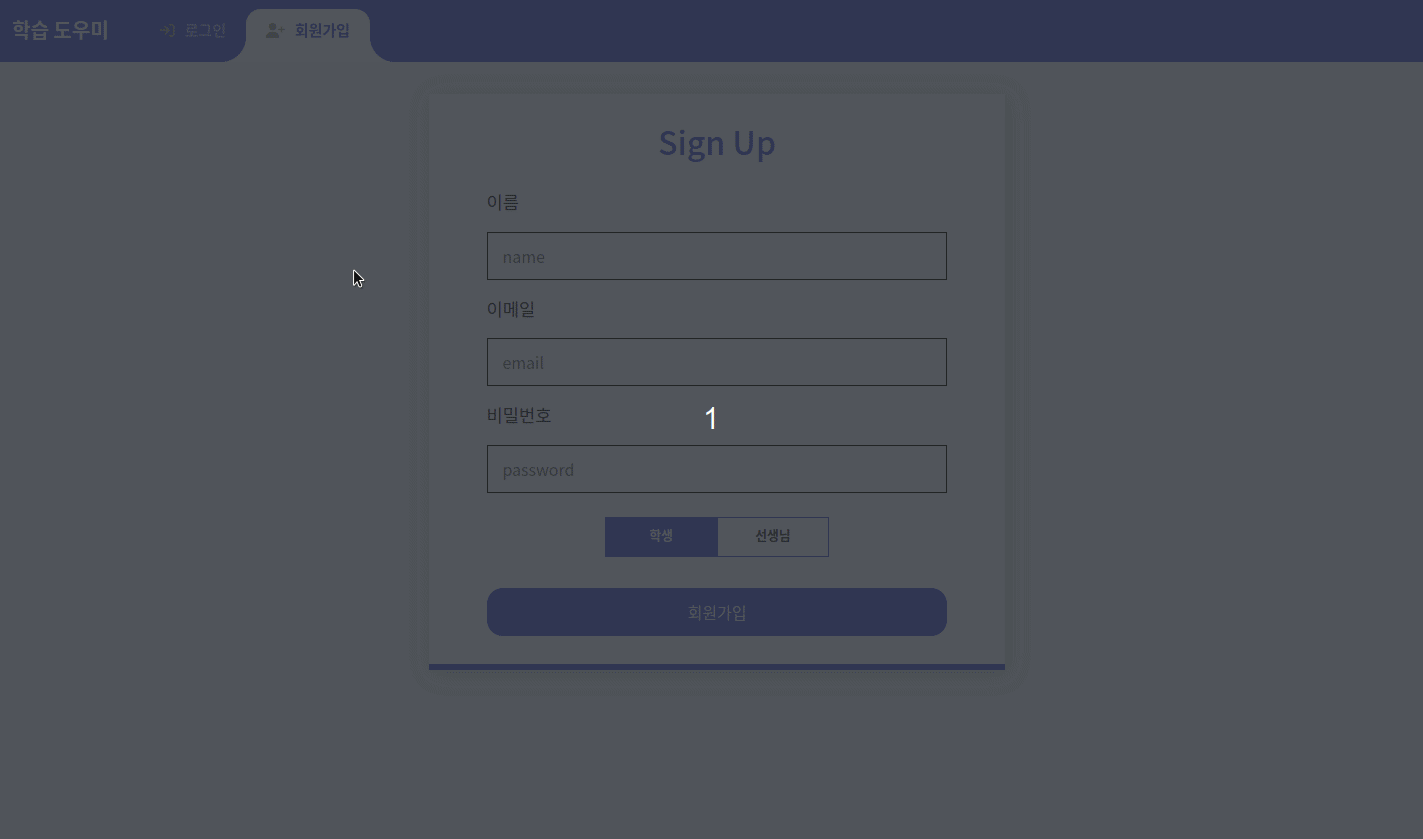 학습 도우미 로그인 회원가입
Sign Up
이름
name
이메일
email
비밀번호
1
password
학생 선생님
회원가입